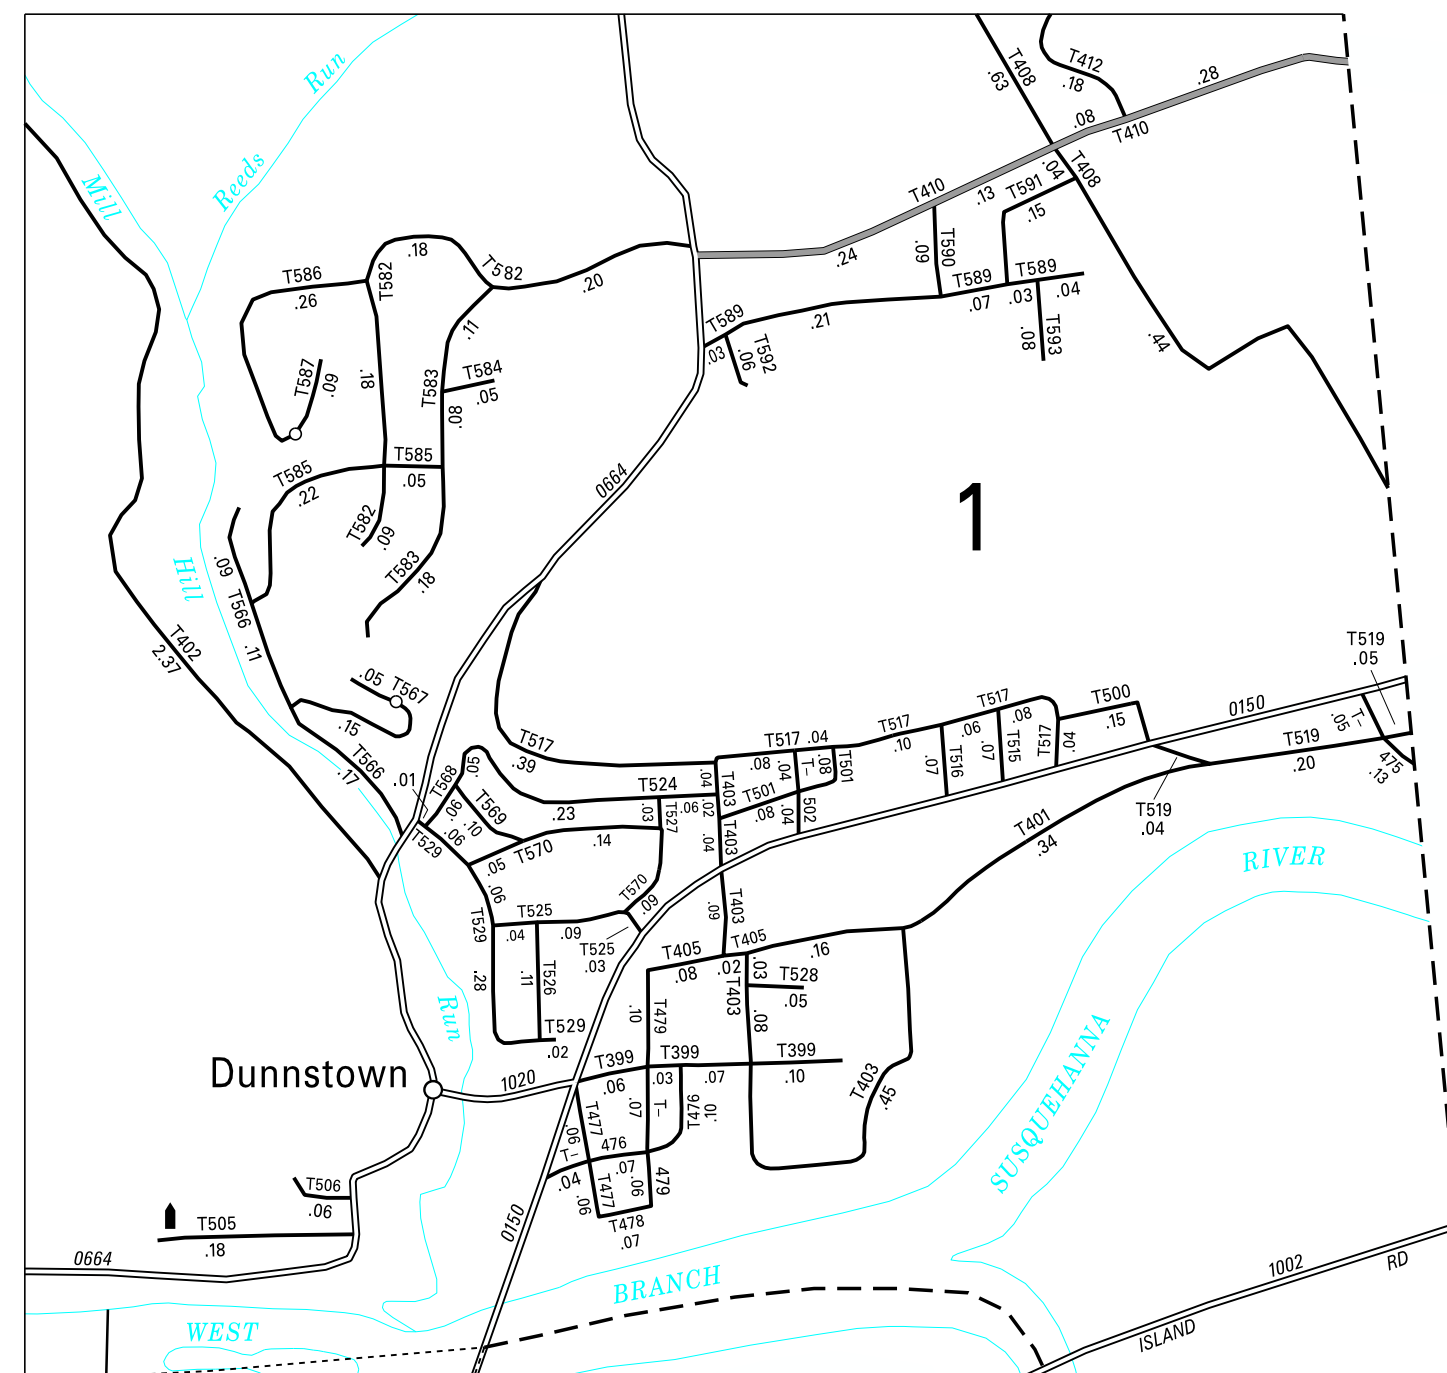 Run
Reeds
Mill
T408
.63
T412
.18
.28
.08
T410
T408
.04
T410
.13
T591
.15
.24
.09
T590
T589
.07
T589
.03
.04
.08
T593
.44
T586
.26
T582
.18
T582
.20
T589
.03
.06
T592
.21
.11
T587
.09
.18
T583
T584
.05
.08
T585
.22
T585
.05
T582
.09
T583
.18
0664
1
.09
T566
.11
Hill
T402
2.37
.05
T567
.15
T566
.17
.01
T568
.05
.06
T569
.10
.06
T529
.05
T570
.14
.06
T517
.39
T524
.23
.03
T527
.06
.02
.04
T403
T517
.04
.08
.04
T-
.08
T501
T501
.08
.04
502
.04
T403
T517
.10
T517
.06
.08
.07
T516
.07
T515
T517
.04
T500
.15
0150
T519
.05
T-
.05
T519
.20
475
.13
T519
.04
T401
.34
RIVER
T570
.09
T525
.03
T525
.04
.09
T529
.28
.11
T526
T529
.02
.09
T403
T405
.08
T405
.02
.16
.03
T403
T528
.05
.08
.10
T479
Run
Dunnstown
1020
T399
.06
T399
.03
.07
T399
.10
T403
.45
.07
T-
T476
.10
T477
.06
T-
.04
476
.07
.06
479
T477
.06
T478
.07
SUSQUEHANNA
T506
.06
T505
.18
0664
0150
BRANCH
WEST
1002
ISLAND
RD